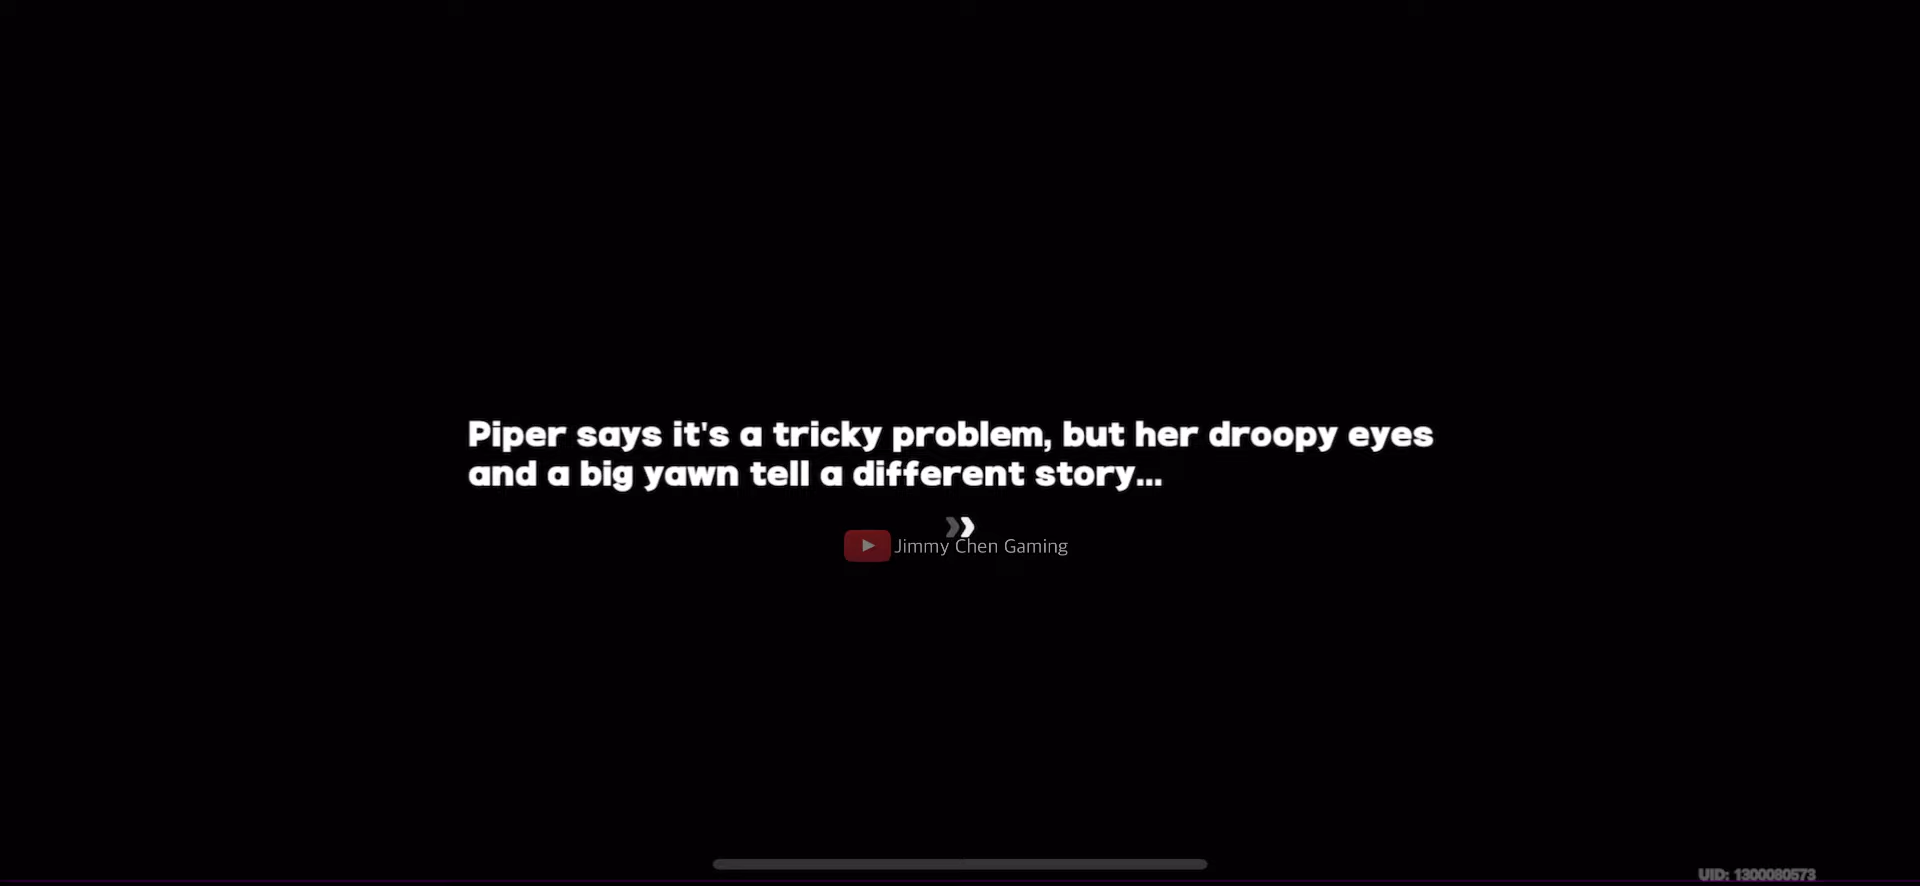 Piper says it's a tricky problem, but her droopy eyes
and a big yawn tell a different story...
Jimmy Chen Gaming
UID: 1300080573